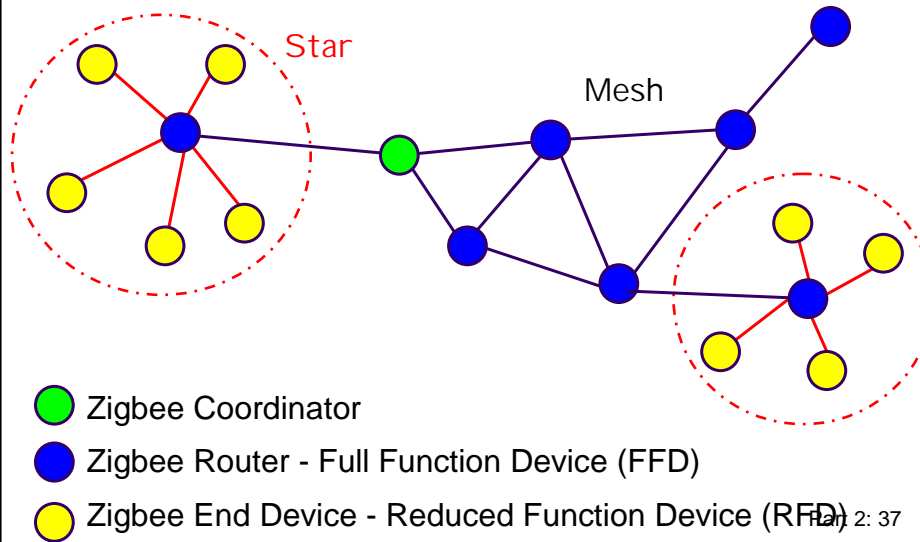 Star
Mesh
Zigbee Coordinator
Zigbee Router - Full Function Device (FFD)
Zigbee End Device - Reduced Function Device (RFD)
Part 2: 37